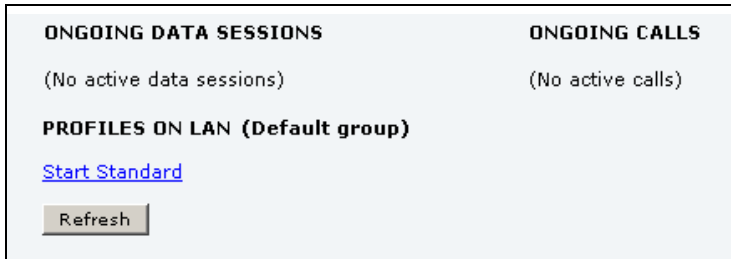 ONGOING DATA SESSIONS
ONGOING CALLS
(No active data sessions)
(No active calls)
PROFILES ON LAN (Default group)
Start Standard
Refresh